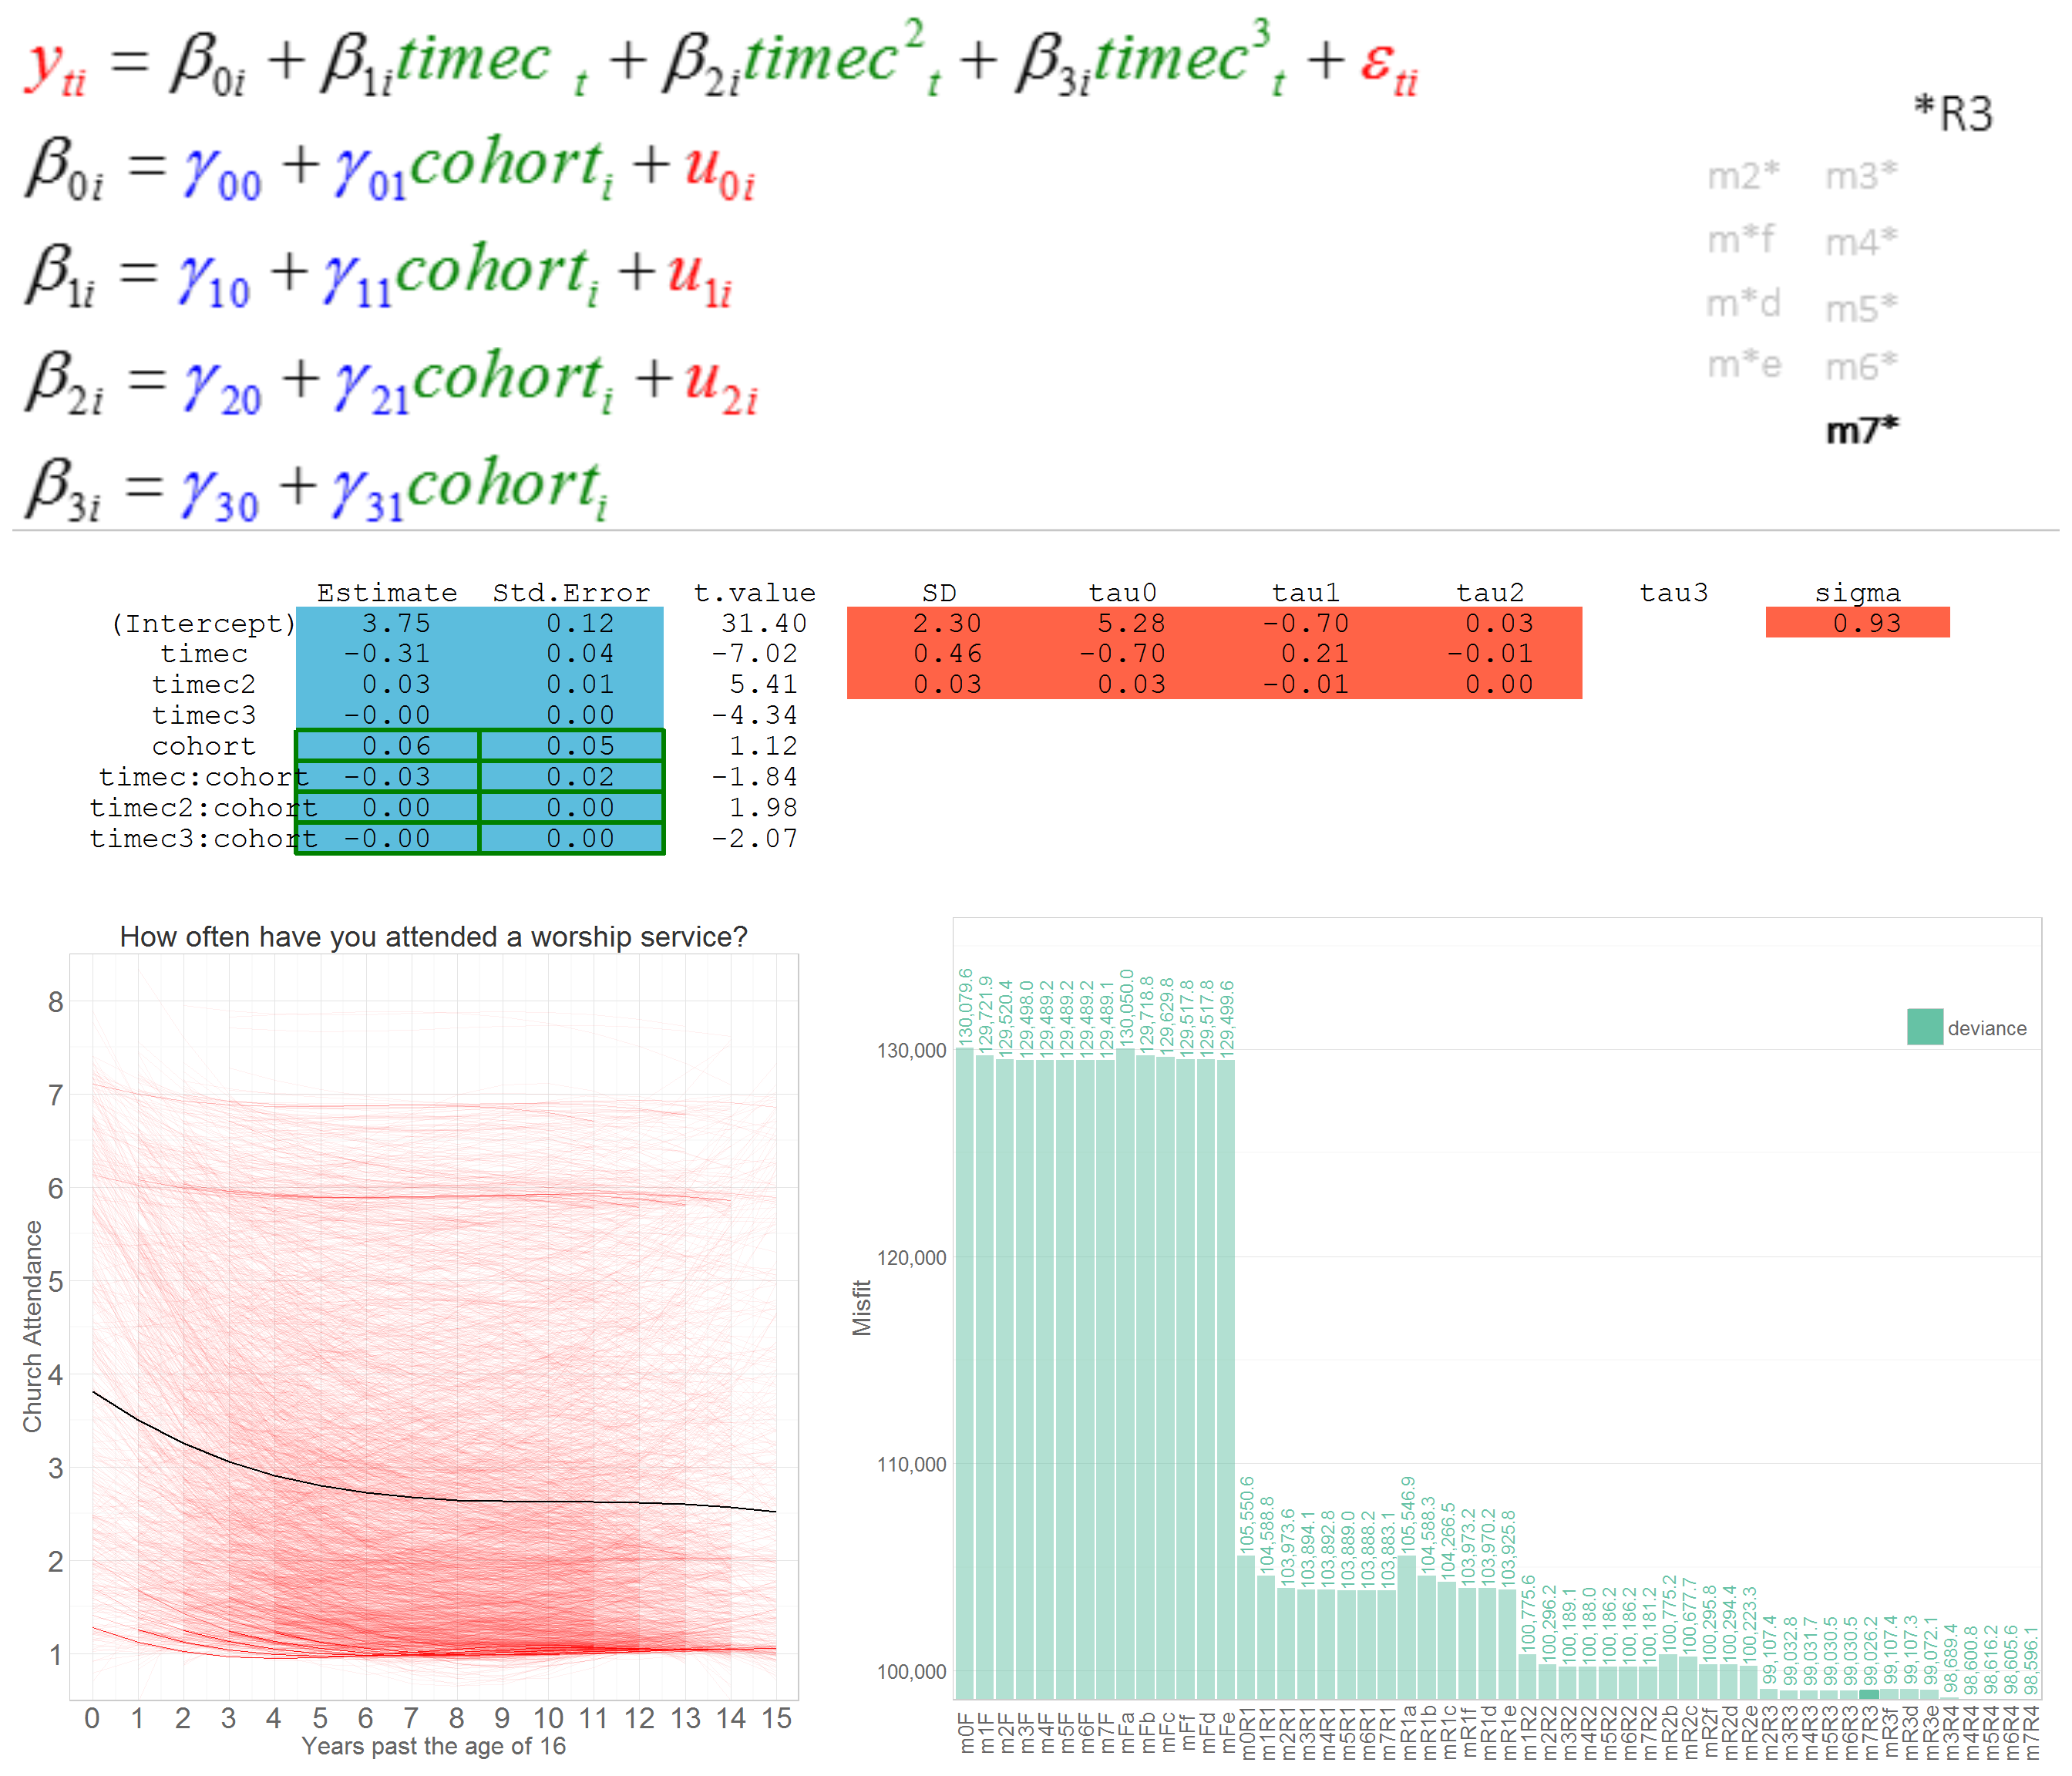 y_ti = β_0i + β_1i timec_t + β_2i timec²_t + β_3i timec³_t + ε_ti
β_0i = γ_00 + γ_01 cohort_i + u_0i
β_1i = γ_10 + γ_11 cohort_i + u_1i
β_2i = γ_20 + γ_21 cohort_i + u_2i
β_3i = γ_30 + γ_31 cohort_i
*R3
m2* m3*
m*f m4*
m*d m5*
m*e m6*
m7*
Estimate Std.Error t.value SD tau0 tau1 tau2 tau3 sigma
(Intercept) 3.75 0.12 31.40 2.30 5.28 -0.70 0.03 0.93
timec -0.31 0.04 -7.02 0.46 -0.70 0.21 -0.01
timec2 0.03 0.01 5.41 0.03 0.03 -0.01 0.00
timec3 -0.00 0.00 -4.34
cohort 0.06 0.05 1.12
timec:cohort -0.03 0.02 -1.84
timec2:cohort 0.00 0.00 1.98
timec3:cohort -0.00 0.00 -2.07
How often have you attended a worship service?
Church Attendance
8
7
6
5
4
3
2
1
0 1 2 3 4 5 6 7 8 9 10 11 12 13 14 15
Years past the age of 16
Misfit
130,000
120,000
110,000
100,000
deviance
130,079.6 129,721.9 129,520.4 129,498.0 129,489.2 129,489.2 129,489.2 129,489.1 130,050.0 129,718.8 129,629.8 129,517.8 129,517.8 129,499.6 105,550.6 104,588.8 103,973.6 103,894.1 103,892.8 103,889.0 103,888.2 103,883.1 105,546.9 104,588.3 104,266.5 103,973.2 103,970.2 103,925.8 100,775.6 100,296.2 100,189.1 100,188.0 100,186.2 100,186.2 100,181.2 100,775.2 100,677.7 100,295.8 100,294.4 100,223.3 99,107.4 99,032.8 99,031.7 99,030.5 99,030.5 99,026.2 99,107.4 99,107.3 99,072.1 98,689.4 98,600.8 98,616.2 98,605.6 98,596.1
m0F m1F m2F m3F m4F m5F m6F m7F mFa mFb mFc mFf mFd mFe m0R1 m1R1 m2R1 m3R1 m4R1 m5R1 m6R1 m7R1 mR1a mR1b mR1c mR1f mR1d mR1e m1R2 m2R2 m3R2 m4R2 m5R2 m6R2 m7R2 mR2b mR2c mR2f mR2d mR2e m2R3 m3R3 m4R3 m5R3 m6R3 m7R3 mR3f mR3d mR3e m3R4 m4R4 m5R4 m6R4 m7R4